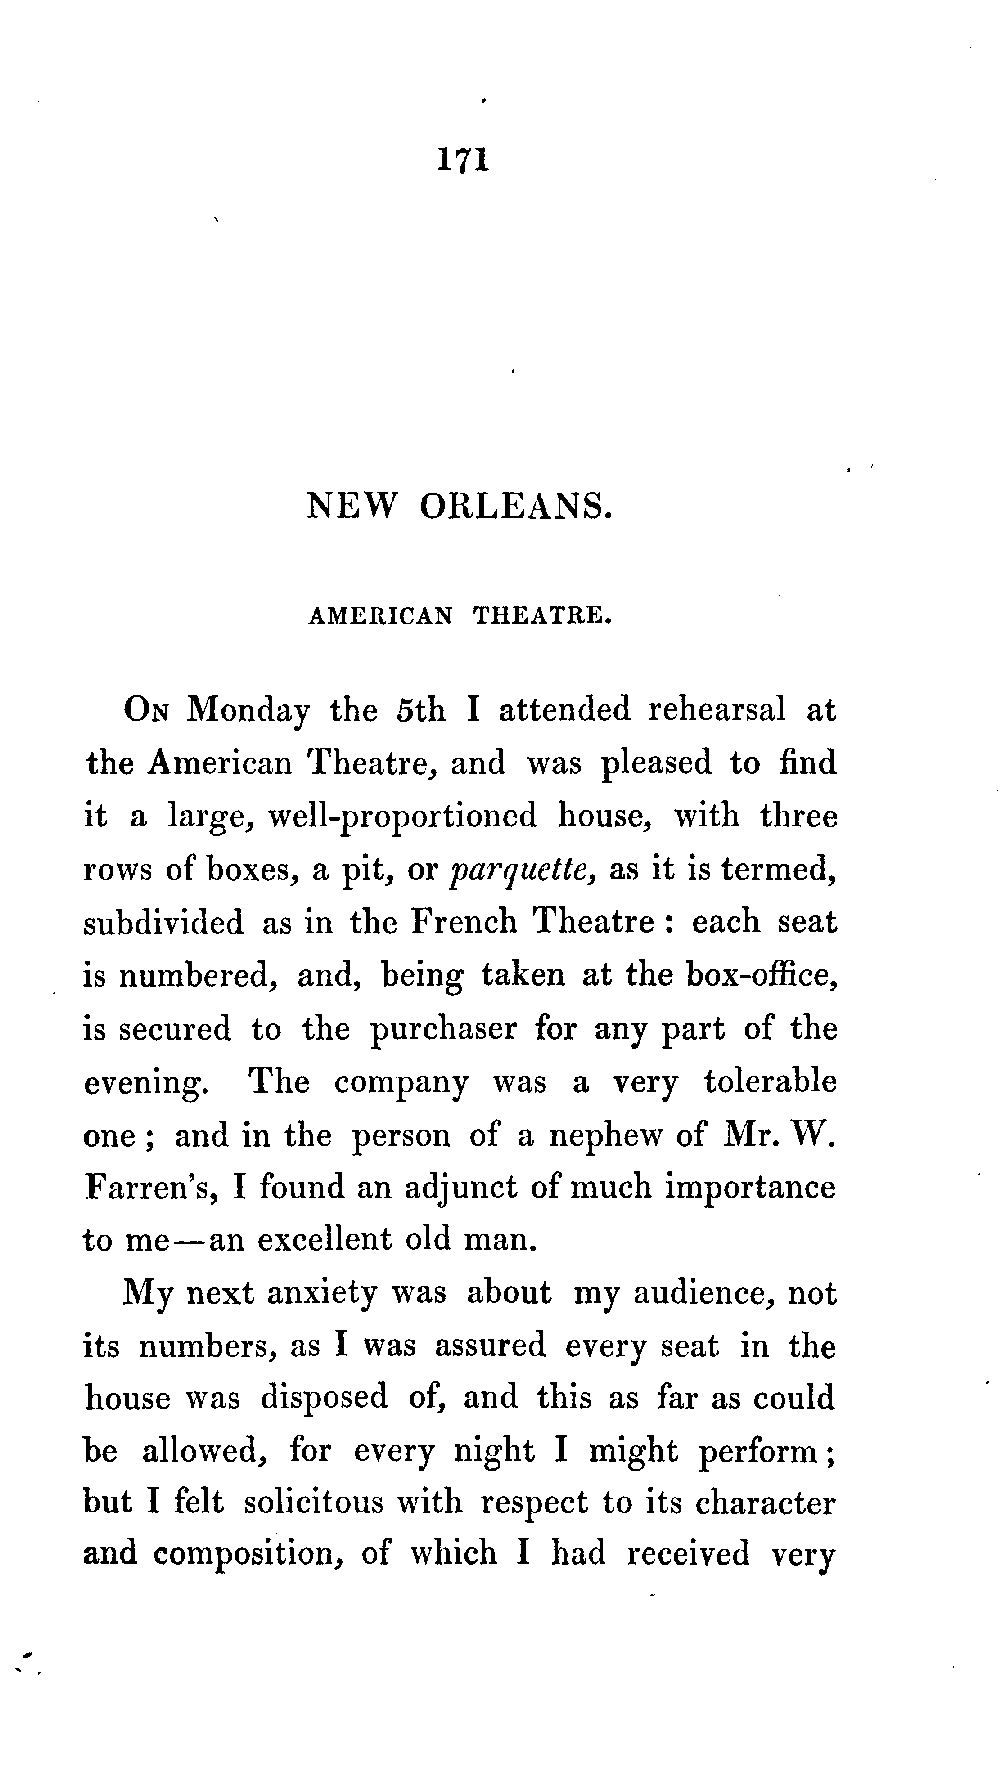 171
NEW ORLEANS.
AMERICAN THEATRE.
ON Monday the 5th I attended rehearsal at
the American Theatre, and was pleased to find
it a large, well-proportioned house, with three
rows of boxes, a pit, or parquette, as it is termed,
subdivided as in the French Theatre : each seat
is numbered, and, being taken at the box-office,
is secured to the purchaser for any part of the
evening. The company was a very tolerable
one ; and in the person of a nephew of Mr. W.
Farren's, I found an adjunct of much importance
to me—an excellent old man.
My next anxiety was about my audience, not
its numbers, as I was assured every seat in the
house was disposed of, and this as far as could
be allowed, for every night I might perform ;
but I felt solicitous with respect to its character
and composition, of which I had received very